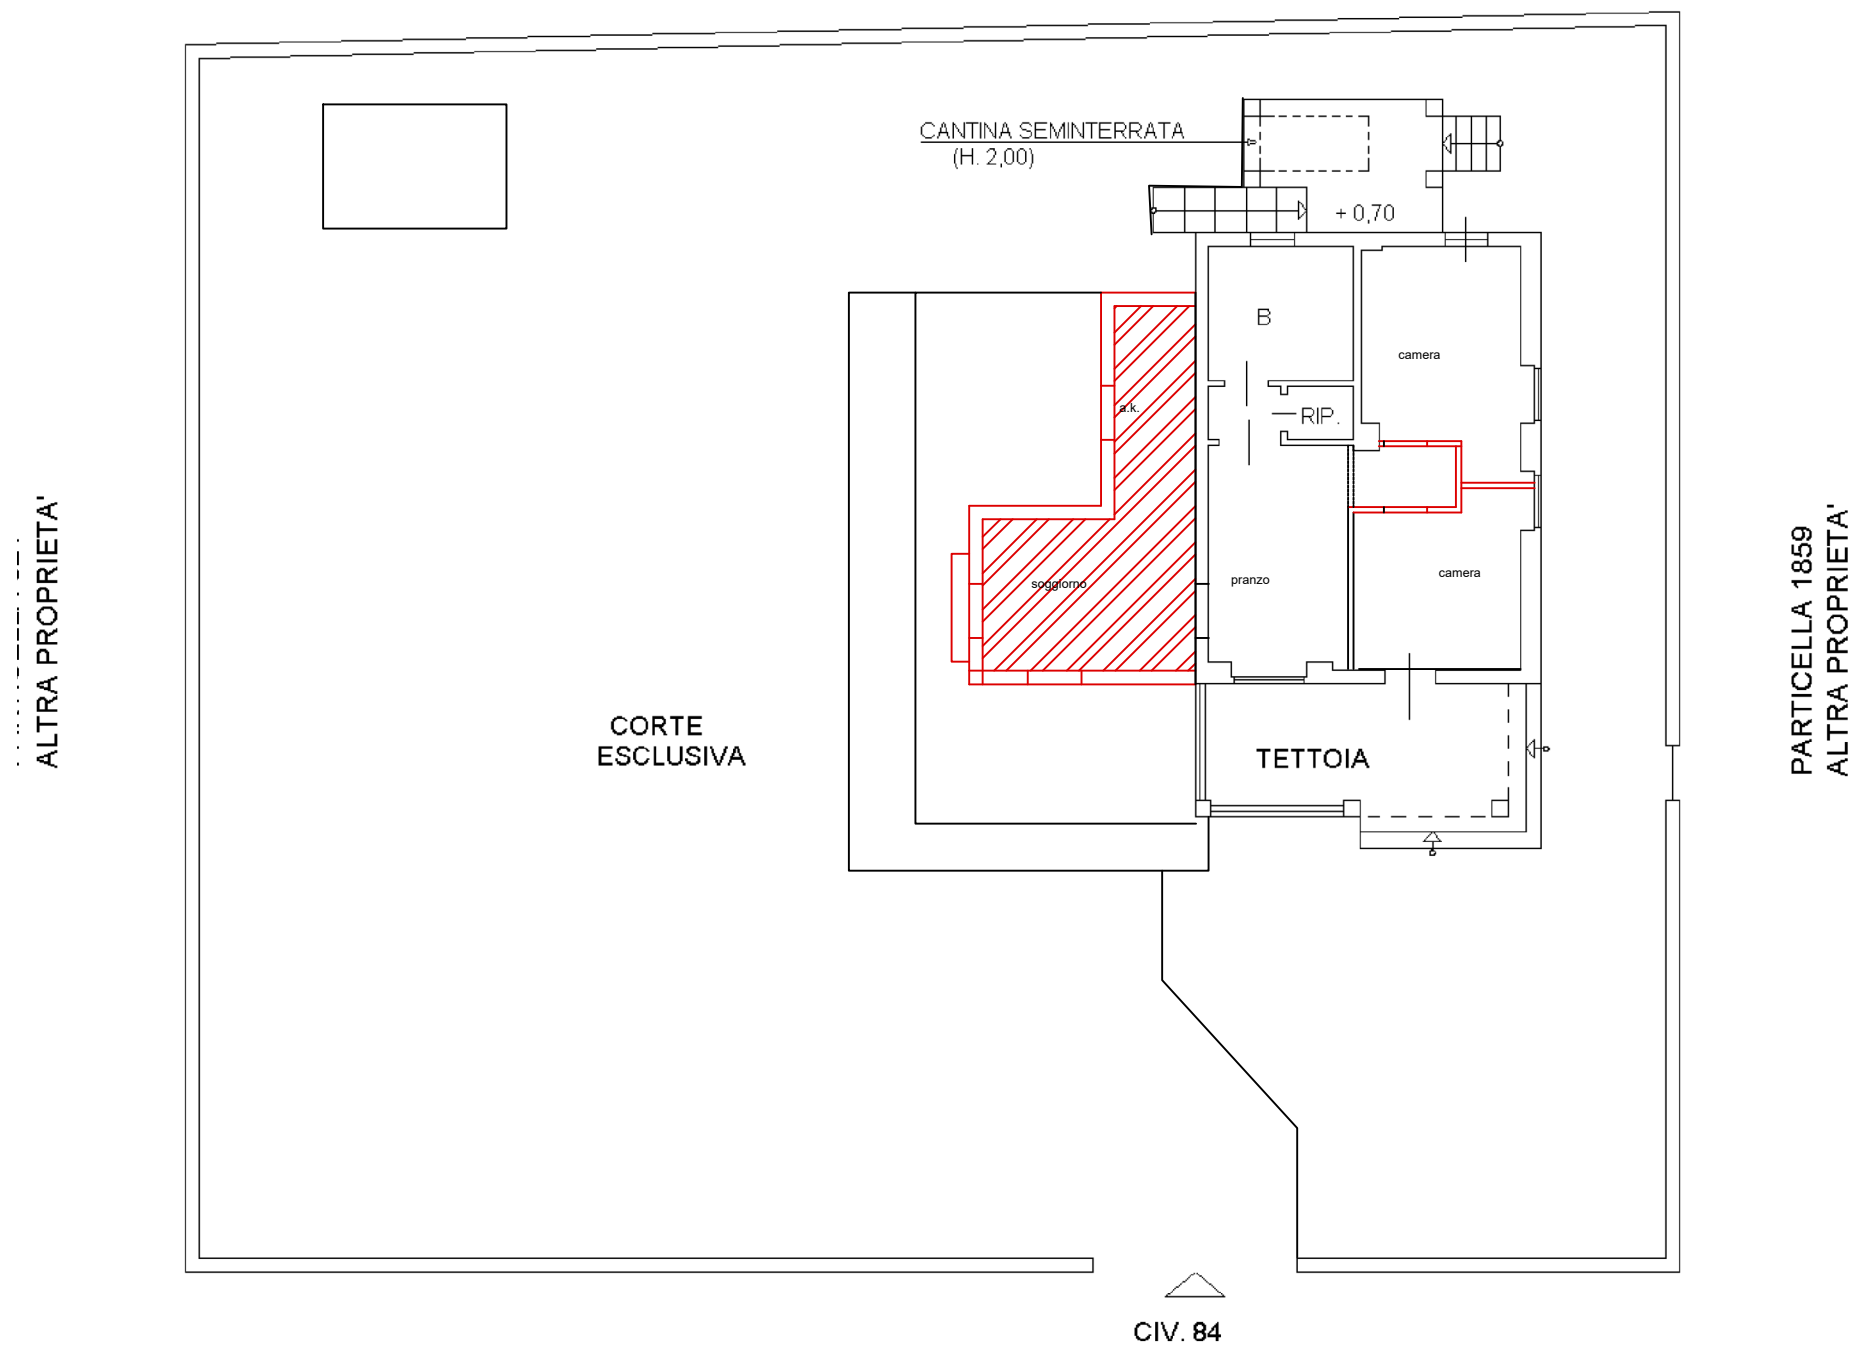 CANTINA SEMINTERRATA
(H. 2,00)
+ 0,70
B
camera
a.k.
RIP.
soggiorno
pranzo
camera
ALTRA PROPRIETA'
PARTICELLA 1859
ALTRA PROPRIETA'
CORTE
ESCLUSIVA
TETTOIA
CIV. 84